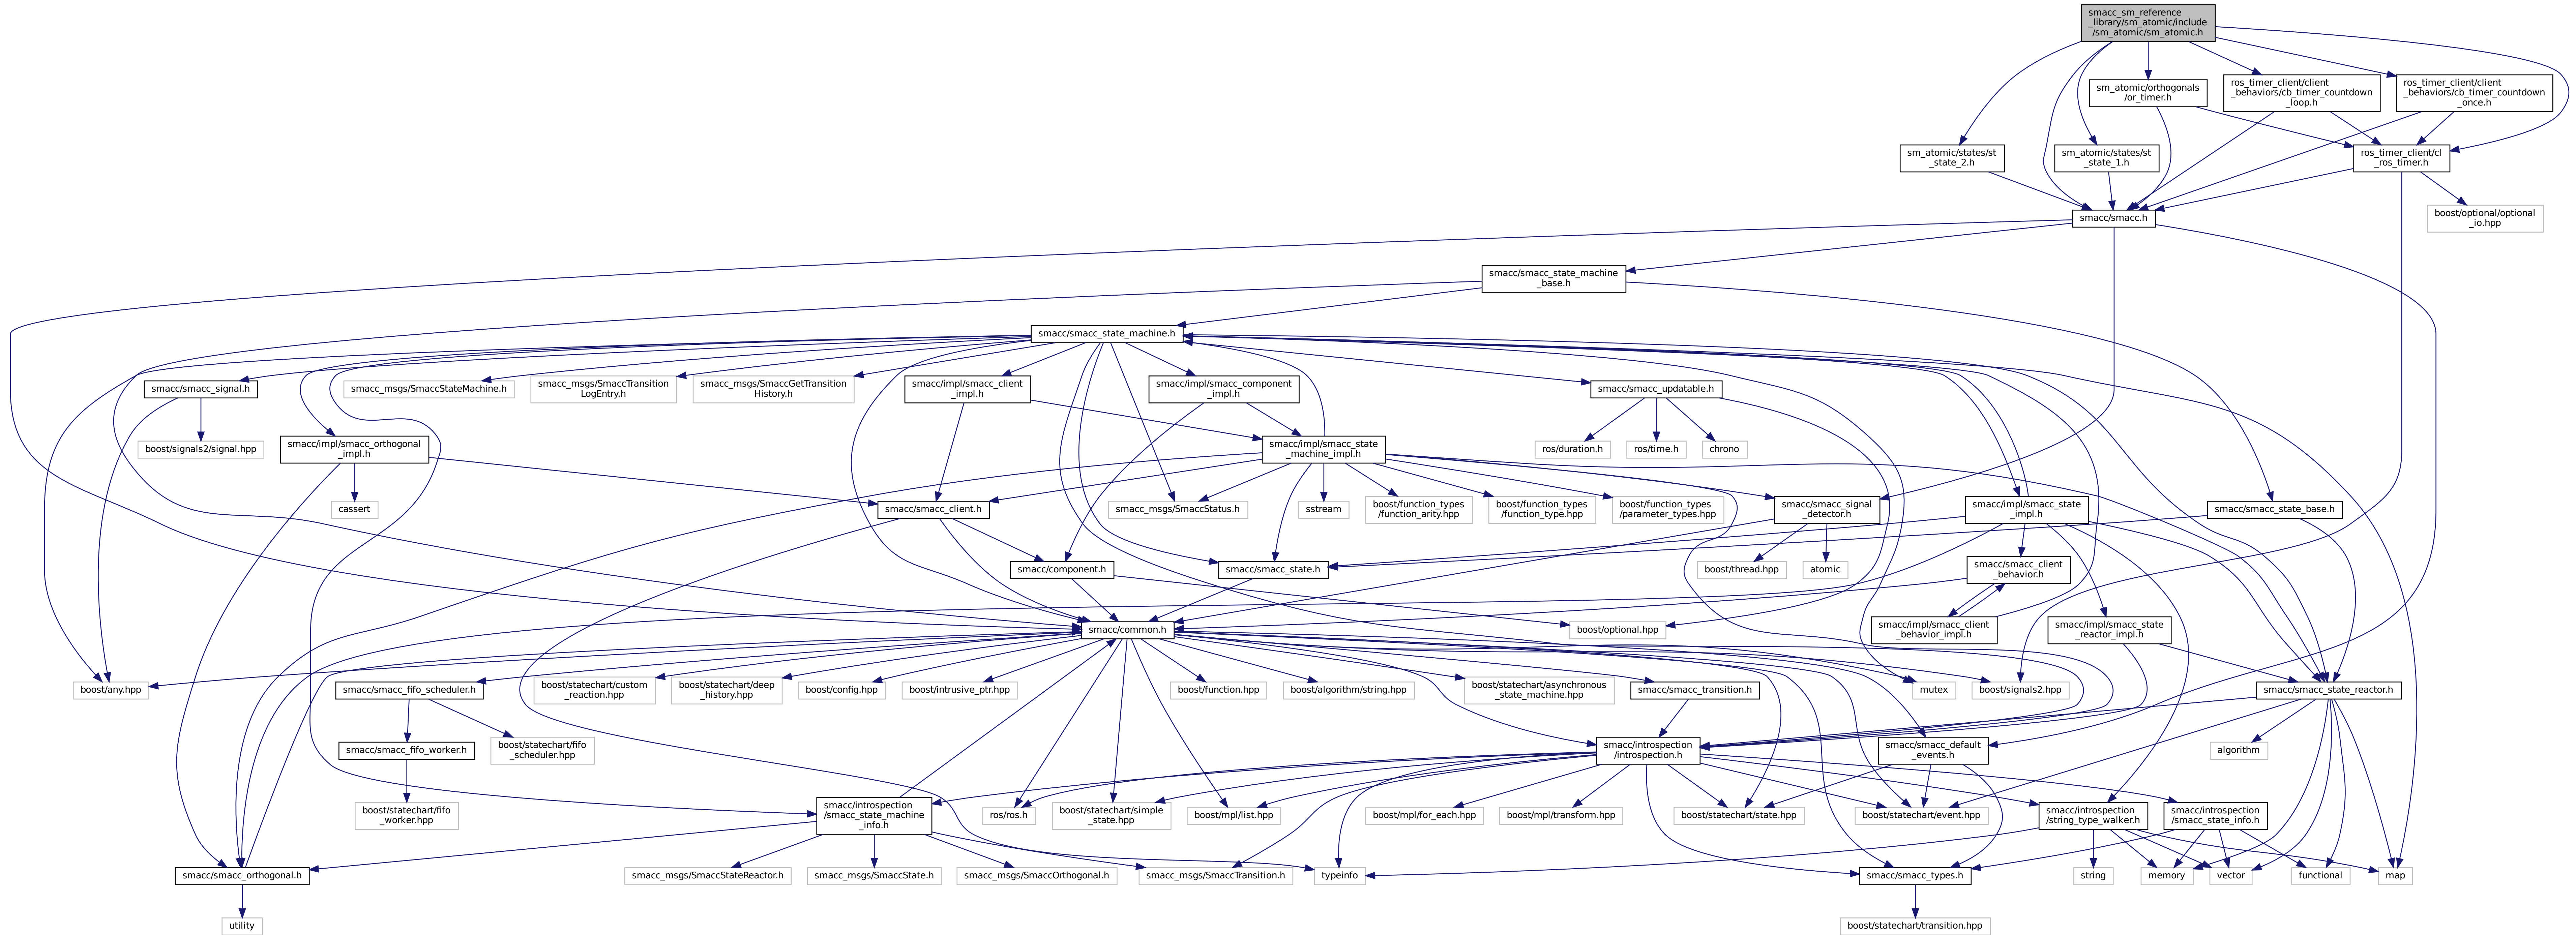 smacc_sm_reference
_library/sm_atomic/include
/sm_atomic/sm_atomic.h
sm_atomic/orthogonals
/or_timer.h
ros_timer_client/client
_behaviors/cb_timer_countdown
_loop.h
ros_timer_client/client
_behaviors/cb_timer_countdown
_once.h
sm_atomic/states/st
_state_2.h
sm_atomic/states/st
_state_1.h
ros_timer_client/cl
_ros_timer.h
smacc/smacc.h
boost/optional/optional
_io.hpp
smacc/smacc_state_machine
_base.h
smacc/smacc_state_machine.h
smacc/smacc_signal.h
smacc_msgs/SmaccStateMachine.h
smacc_msgs/SmaccTransition
LogEntry.h
smacc_msgs/SmaccGetTransition
History.h
smacc/impl/smacc_client
_impl.h
smacc/impl/smacc_component
_impl.h
smacc/smacc_updatable.h
boost/signals2/signal.hpp
smacc/impl/smacc_orthogonal
_impl.h
smacc/impl/smacc_state
_machine_impl.h
ros/duration.h
ros/time.h
chrono
cassert
smacc/smacc_client.h
smacc_msgs/SmaccStatus.h
sstream
boost/function_types
/function_arity.hpp
boost/function_types
/function_type.hpp
boost/function_types
/parameter_types.hpp
smacc/smacc_signal
_detector.h
smacc/impl/smacc_state
_impl.h
smacc/smacc_state_base.h
smacc/component.h
smacc/smacc_state.h
boost/thread.hpp
atomic
smacc/smacc_client
_behavior.h
smacc/common.h
boost/optional.hpp
smacc/impl/smacc_client
_behavior_impl.h
smacc/impl/smacc_state
_reactor_impl.h
boost/any.hpp
smacc/smacc_fifo_scheduler.h
boost/statechart/custom
_reaction.hpp
boost/statechart/deep
_history.hpp
boost/config.hpp
boost/intrusive_ptr.hpp
boost/function.hpp
boost/algorithm/string.hpp
boost/statechart/asynchronous
_state_machine.hpp
smacc/smacc_transition.h
mutex
boost/signals2.hpp
smacc/smacc_state_reactor.h
smacc/smacc_fifo_worker.h
boost/statechart/fifo
_scheduler.hpp
smacc/introspection
/introspection.h
smacc/smacc_default
_events.h
algorithm
boost/statechart/fifo
_worker.hpp
smacc/introspection
/smacc_state_machine
_info.h
ros/ros.h
boost/statechart/simple
_state.hpp
boost/mpl/list.hpp
boost/mpl/for_each.hpp
boost/mpl/transform.hpp
boost/statechart/state.hpp
boost/statechart/event.hpp
smacc/introspection
/string_type_walker.h
smacc/introspection
/smacc_state_info.h
smacc/smacc_orthogonal.h
smacc_msgs/SmaccStateReactor.h
smacc_msgs/SmaccState.h
smacc_msgs/SmaccOrthogonal.h
smacc_msgs/SmaccTransition.h
typeinfo
smacc/smacc_types.h
string
memory
vector
functional
map
utility
boost/statechart/transition.hpp